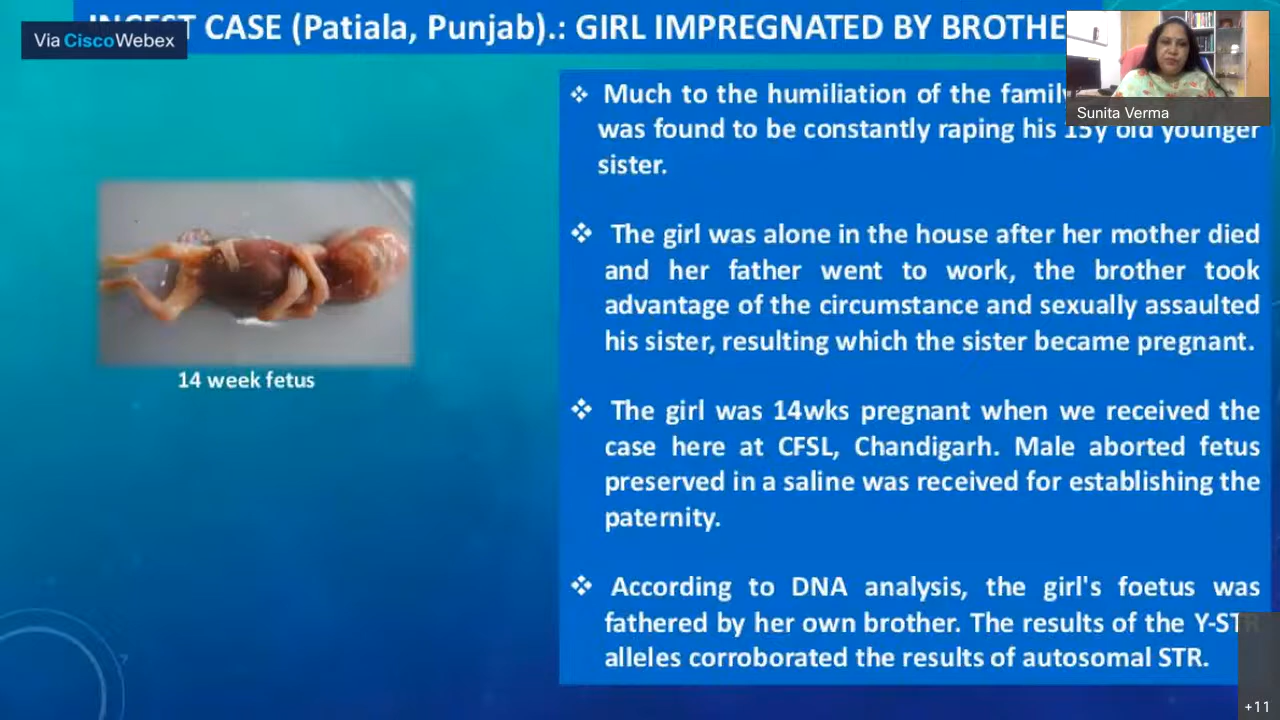 CASE (Patiala, Punjab).: GIRL IMPREGNATED BY
Via CiscoWebex
Sunita Verma
❖ Much to the humiliation of the family
was found to be constantly raping his 15y old younger
sister.
❖ The girl was alone in the house after her mother died
and her father went to work, the brother took
advantage of the circumstance and sexually assaulted
his sister, resulting which the sister became pregnant.
14 week fetus
❖ The girl was 14wks pregnant when we received the
case here at CFSL, Chandigarh. Male aborted fetus
preserved in a saline was received for establishing the
paternity.
❖ According to DNA analysis, the girl's foetus was
fathered by her own brother. The results of the Y-STR
alleles corroborated the results of autosomal STR.
+11